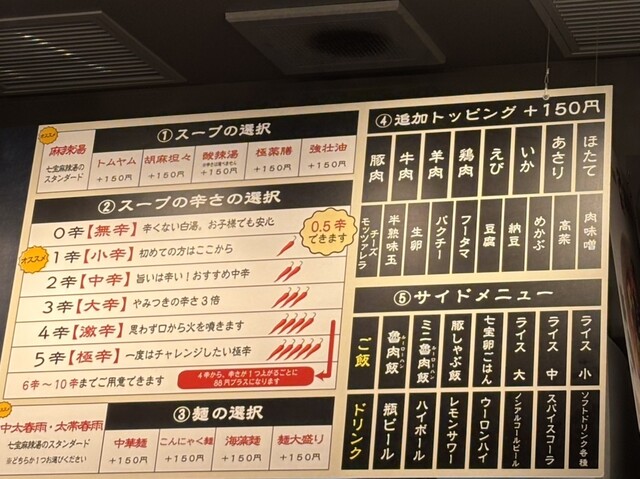 ①スープの選択
オススメ
麻辣湯
七宝麻辣湯の
スタンダード
トムヤム
+150円
胡麻坦々
+150円
酸辣湯
+150円
極薬膳
+150円
強壮油
+150円
②スープの辛さの選択
0辛【無辛】 辛くない白湯。お子様でも安心
0.5辛
できます
オススメ
1辛【小辛】 初めての方はここから
2辛【中辛】 旨いは辛い!おすすめ中辛
3辛【大辛】 やみつきの辛さ3倍
4辛【激辛】 思わず口から火を噴きます
5辛【極辛】 一度はチャレンジしたい極辛
6辛〜10辛までご用意できます
4辛から、辛さが1つ上がるごとに
88円プラスになります
③麺の選択
中太春雨・太春雨
七宝麻辣湯のスタンダード
※どちらか1つお選びください
中華麺
+150円
こんにゃく麺
+150円
海藻麺
+150円
麺大盛り
+150円
④追加トッピング+150円
豚肉
牛肉
羊肉
鶏肉
えび
いか
あさり
ほたて
チーズ
モッツァレラ
半熟味玉
生卵
パクチー
フータマ
豆腐
納豆
めかぶ
高菜
肉味噌
⑤サイドメニュー
ご飯
魯肉飯
ルーローハン
ミニ魯肉飯
ルーローハン
豚しゃぶ飯
七宝卵ごはん
ライス 大
ライス 中
ライス 小
ドリンク
瓶ビール
ハイボール
レモンサワー
ウーロンハイ
ノンアルコールビール
スパイスコーラ
ソフトドリンク各種